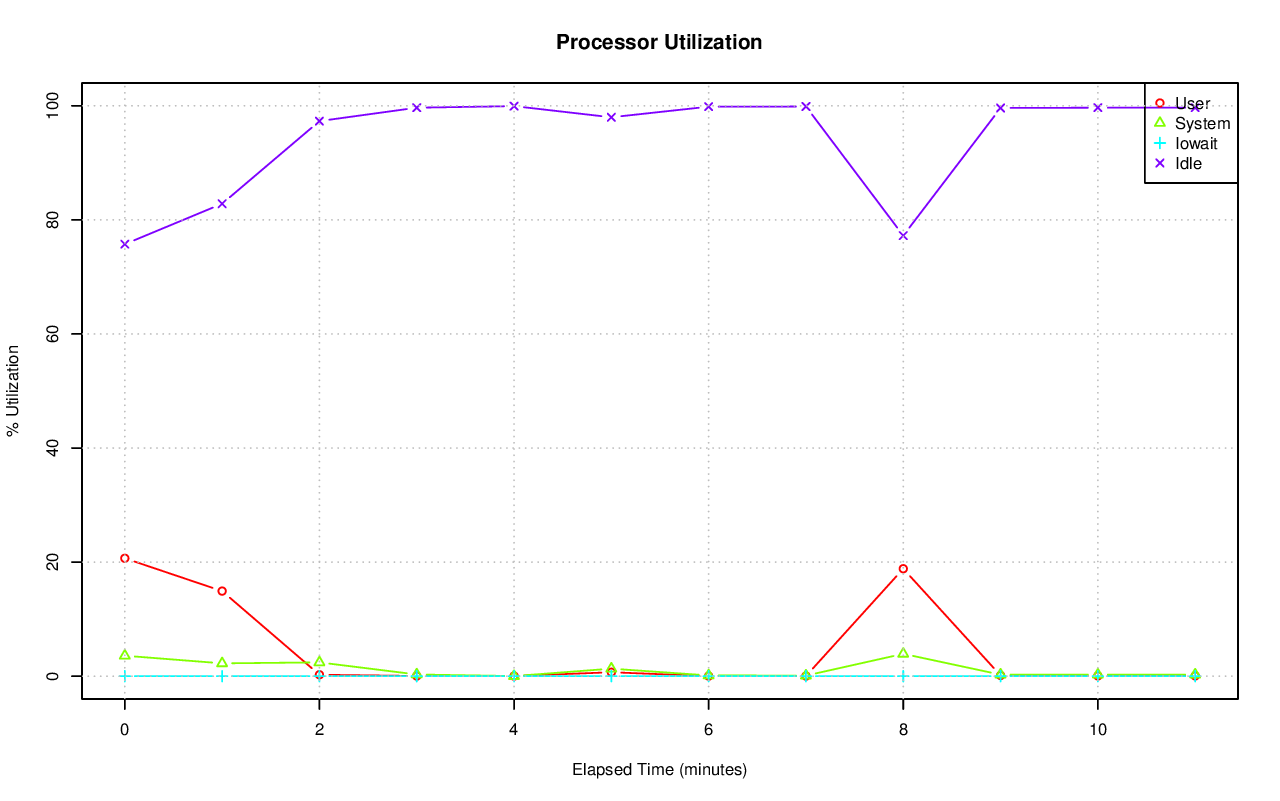 Processor Utilization
100
80
60
40
20
0
% Utilization
User
System
Iowait
Idle
0 2 4 6 8 10
Elapsed Time (minutes)